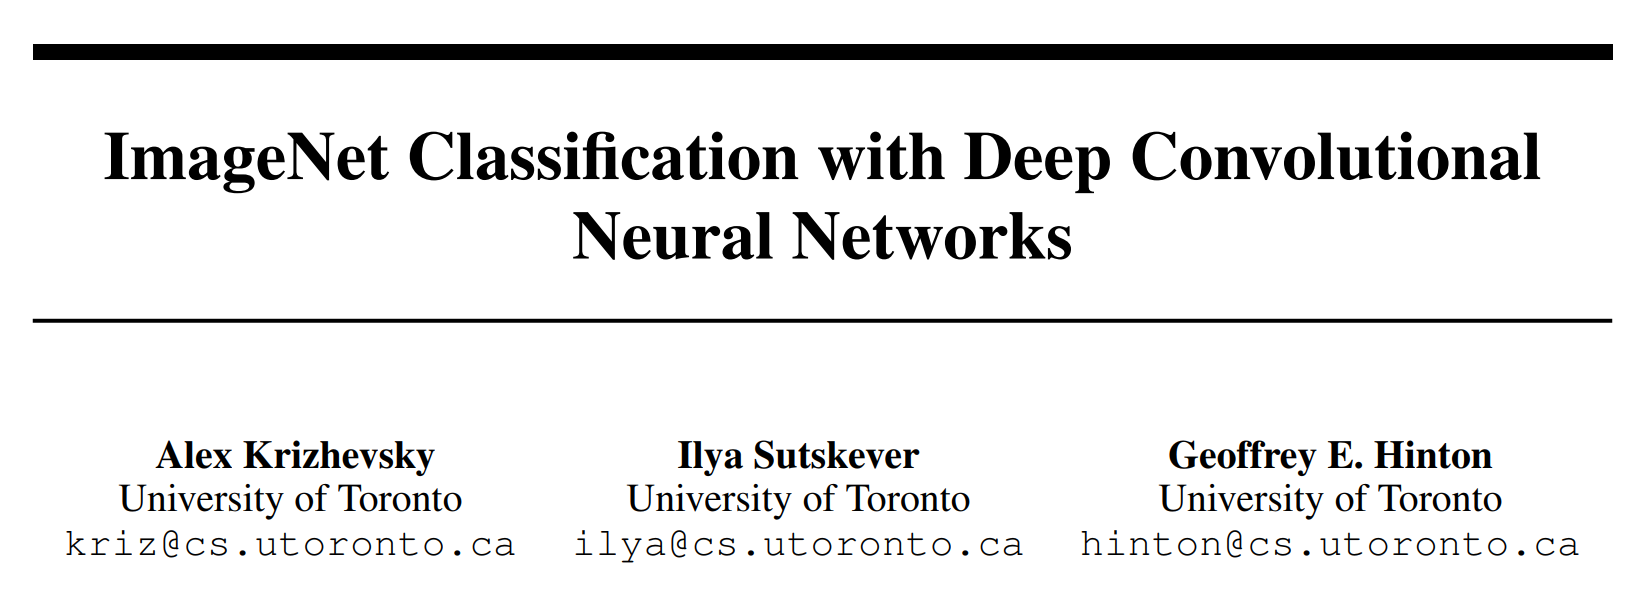 ImageNet Classification with Deep Convolutional
Neural Networks
Alex Krizhevsky
University of Toronto
kriz@cs.utoronto.ca
Ilya Sutskever
University of Toronto
ilya@cs.utoronto.ca
Geoffrey E. Hinton
University of Toronto
hinton@cs.utoronto.ca